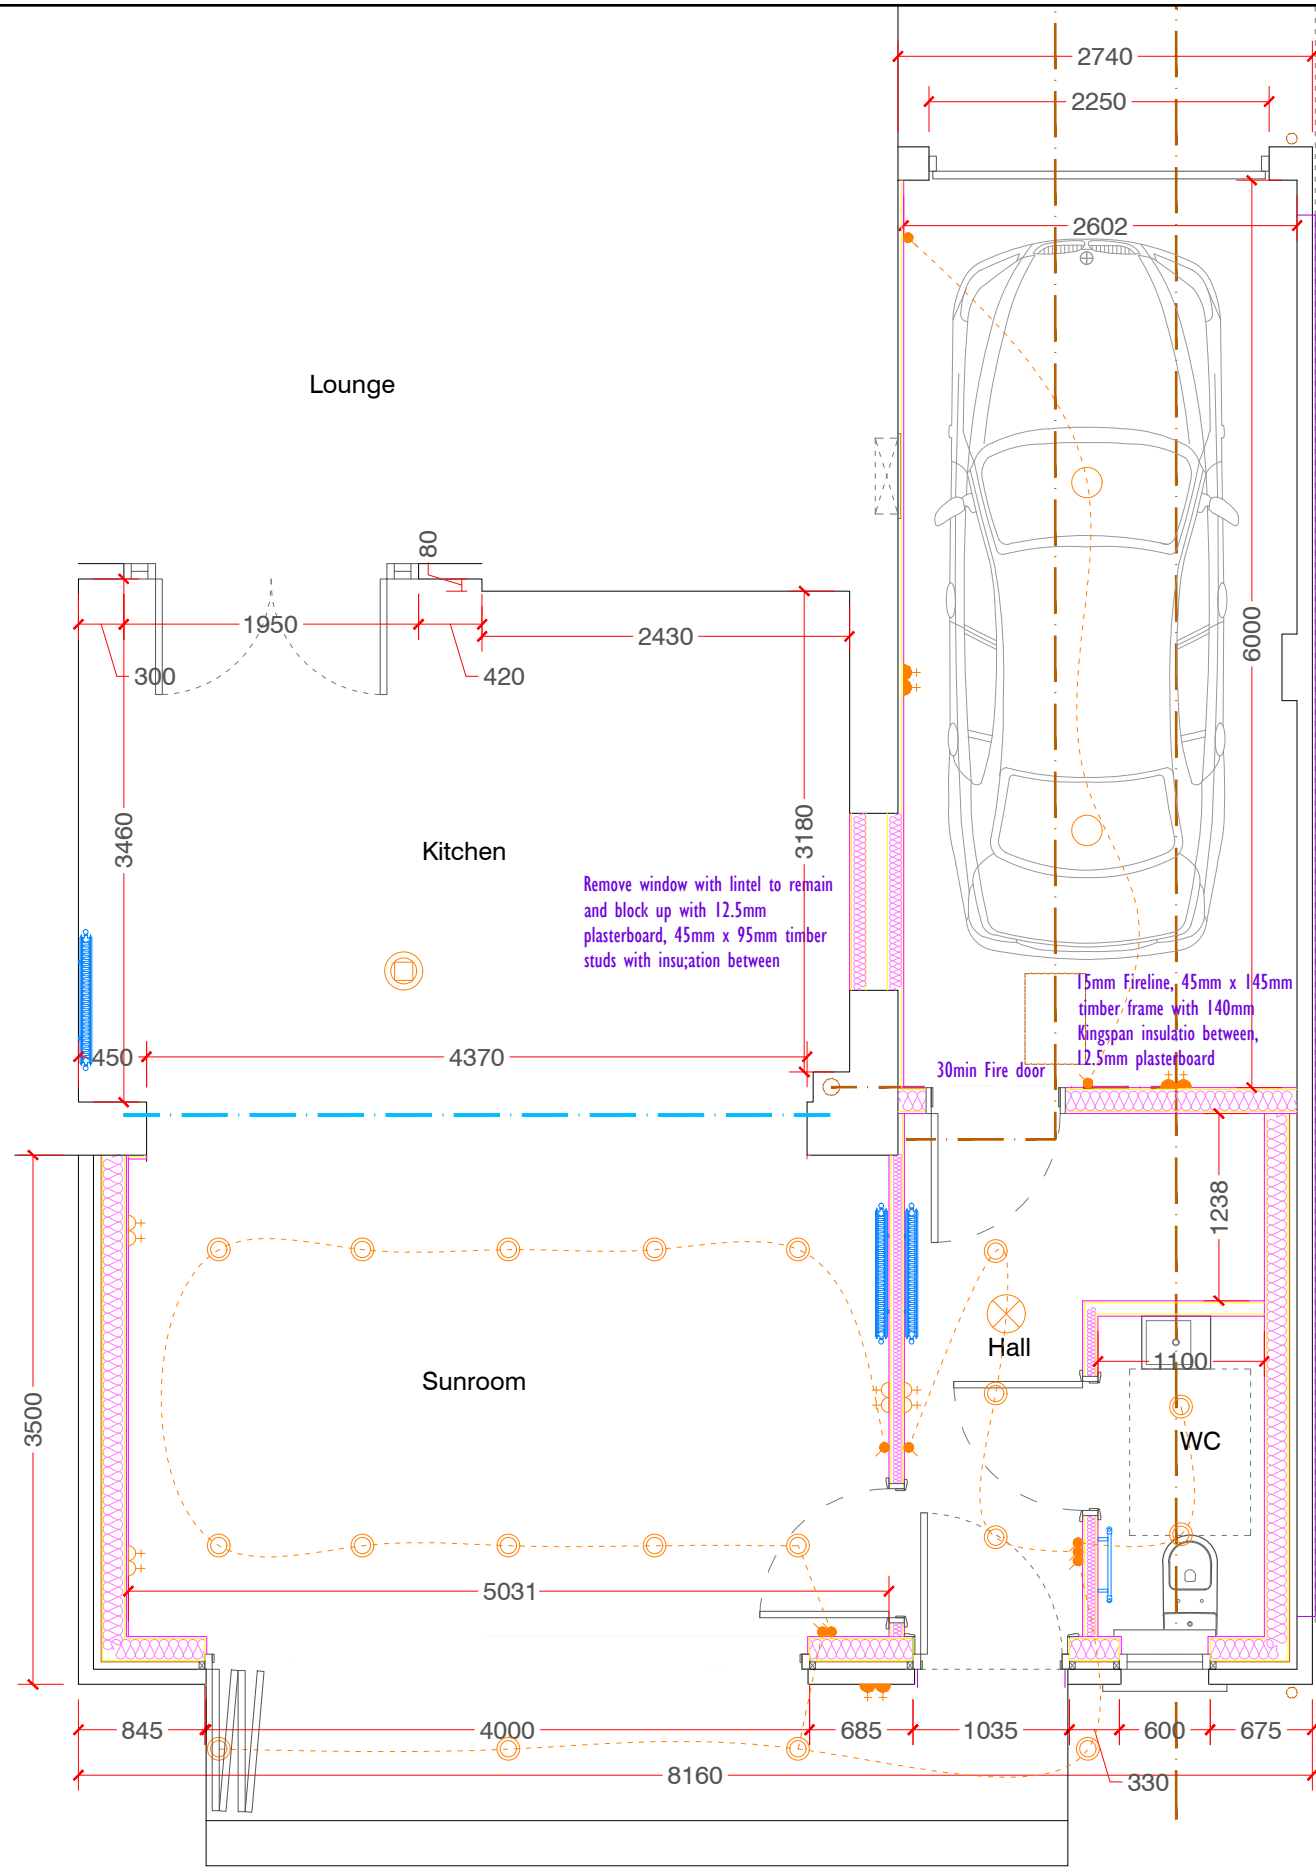 2740
2250
2602
Lounge
80
1950
2430
300
420
6000
3460
3180
Kitchen
Remove window with lintel to remain
and block up with 12.5mm
plasterboard, 45mm x 95mm timber
studs with insu;ation between
15mm Fireline, 45mm x 145mm
timber frame with 140mm
Kingspan insulatio between,
12.5mm plasterboard
30min Fire door
450
4370
1238
Hall
1100
Sunroom
3500
WC
5031
845
4000
685
1035
600
675
8160
330